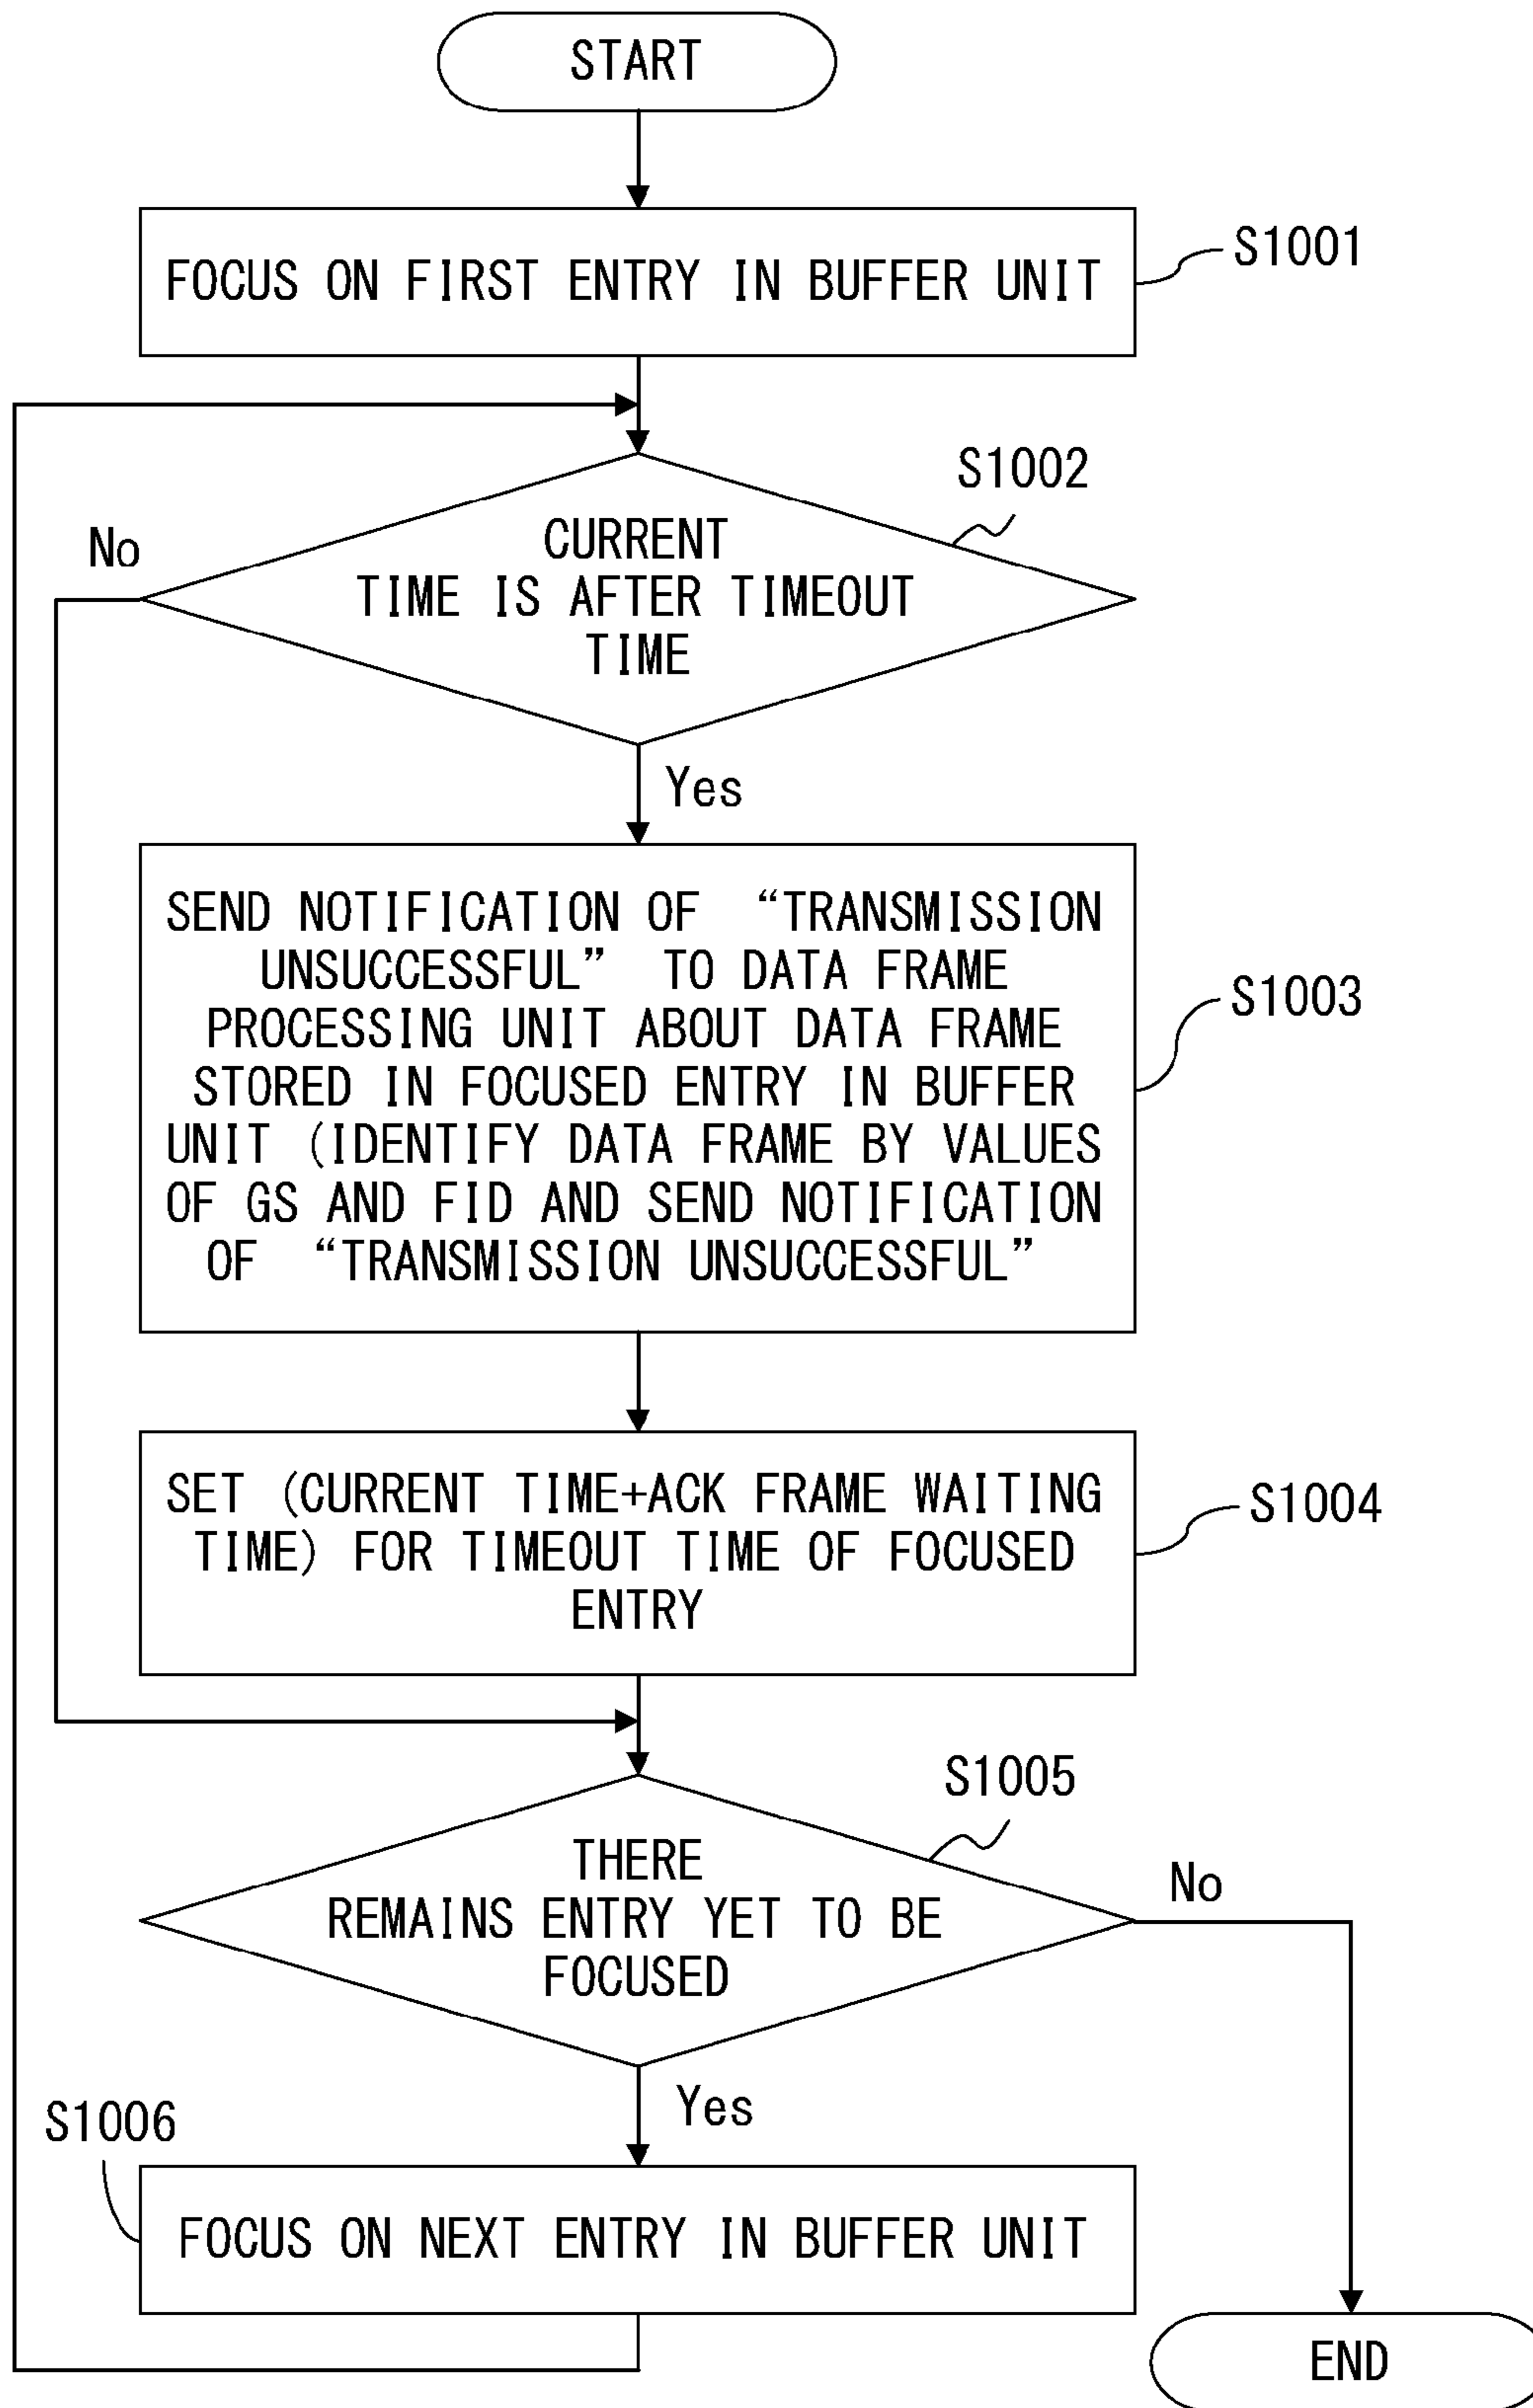 START
FOCUS ON FIRST ENTRY IN BUFFER UNIT
S1001
S1002
No
CURRENT
TIME IS AFTER TIMEOUT
TIME
Yes
SEND NOTIFICATION OF “TRANSMISSION
UNSUCCESSFUL” TO DATA FRAME
PROCESSING UNIT ABOUT DATA FRAME
STORED IN FOCUSED ENTRY IN BUFFER
UNIT (IDENTIFY DATA FRAME BY VALUES
OF GS AND FID AND SEND NOTIFICATION
OF “TRANSMISSION UNSUCCESSFUL”
S1003
SET (CURRENT TIME+ACK FRAME WAITING
TIME) FOR TIMEOUT TIME OF FOCUSED
ENTRY
S1004
S1005
THERE
REMAINS ENTRY YET TO BE
FOCUSED
No
Yes
S1006
FOCUS ON NEXT ENTRY IN BUFFER UNIT
END